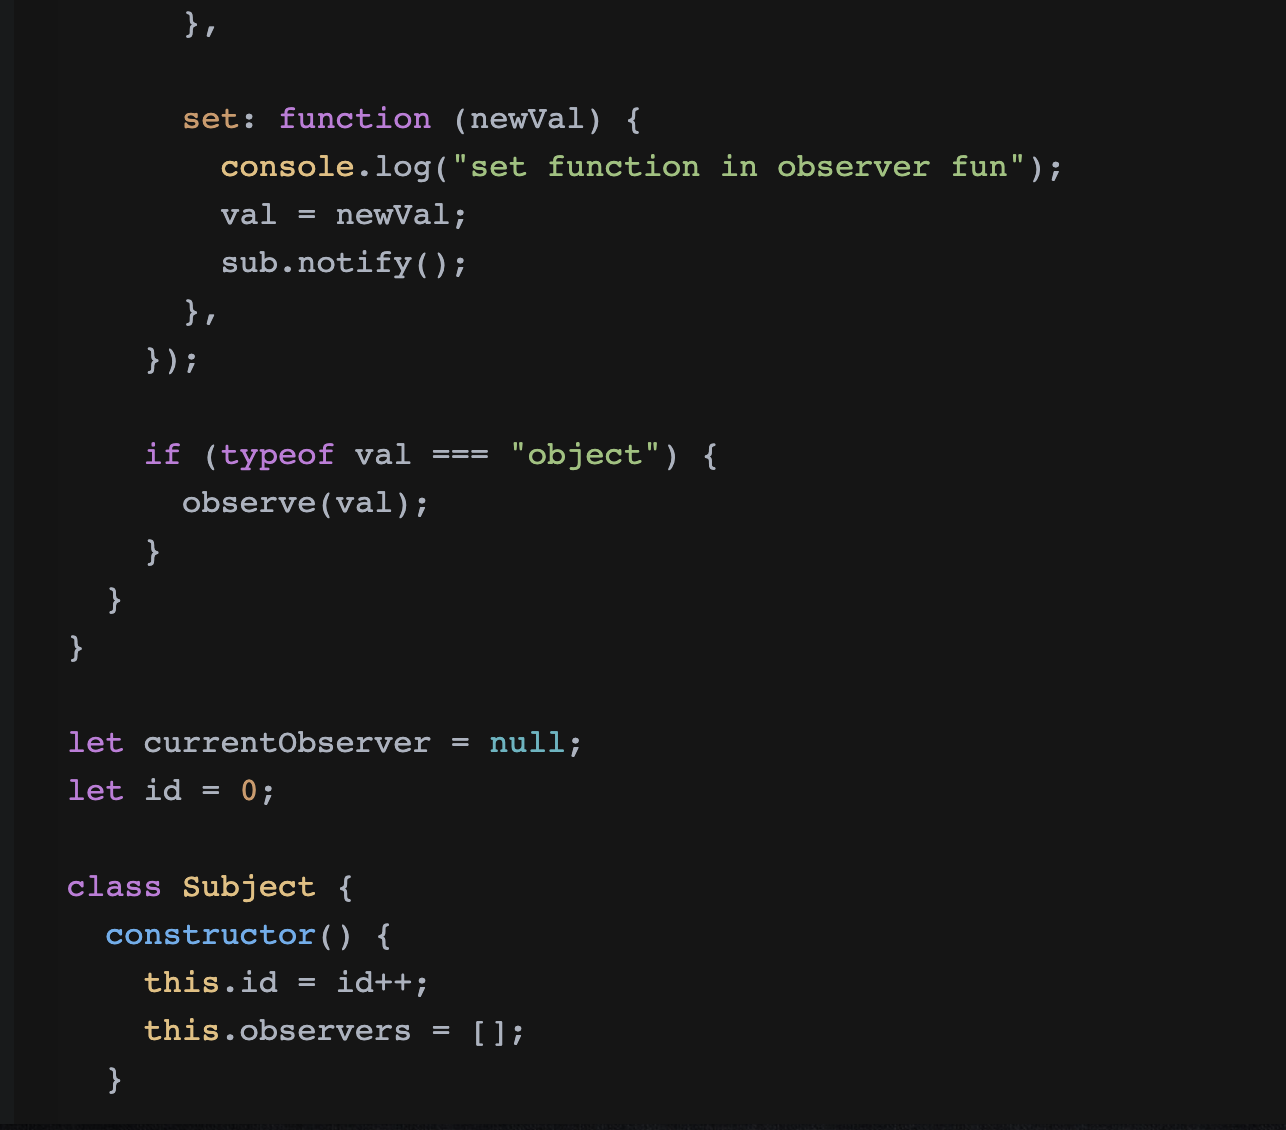 },
set: function (newVal) {
console.log("set function in observer fun");
val = newVal;
sub.notify();
},
});
if (typeof val === "object") {
observe(val);
}
}
}
let currentObserver = null;
let id = 0;
class Subject {
constructor() {
this.id = id++;
this.observers = [];
}